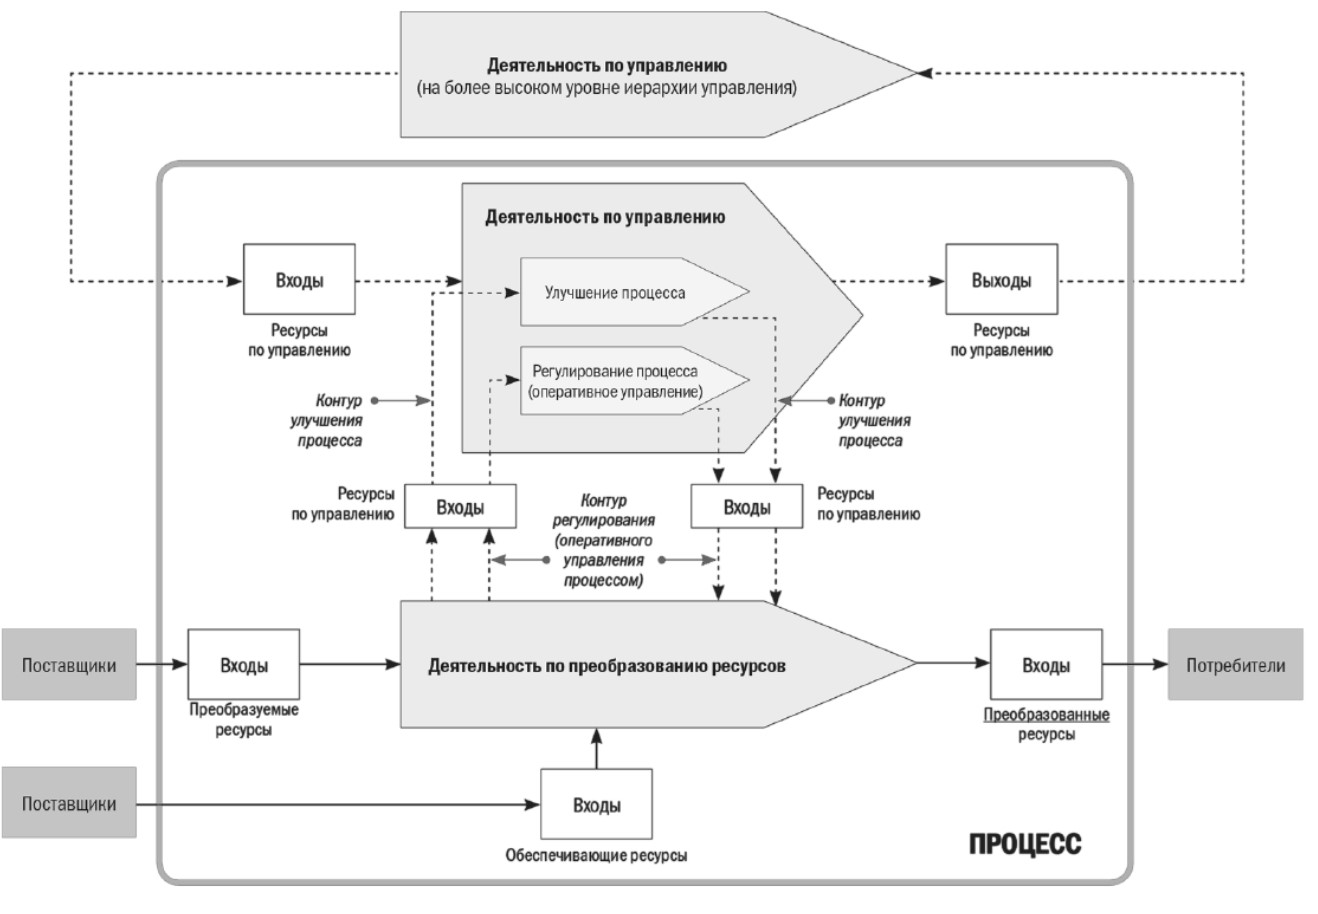 Деятельность по управлению
(на более высоком уровне иерархии управления)
Деятельность по управлению
Входы
Ресурсы
по управлению
Улучшение процесса
Выходы
Ресурсы
по управлению
Регулирование процесса
(оперативное управление)
Контур
улучшения
процесса
Контур
улучшения
процесса
Ресурсы
по управлению
Входы
Контур
регулирования
(оперативного
управления
процессом)
Входы
Ресурсы
по управлению
Поставщики
Входы
Преобразуемые
ресурсы
Деятельность по преобразованию ресурсов
Входы
Преобразованные
ресурсы
Потребители
Поставщики
Входы
Обеспечивающие ресурсы
ПРОЦЕСС